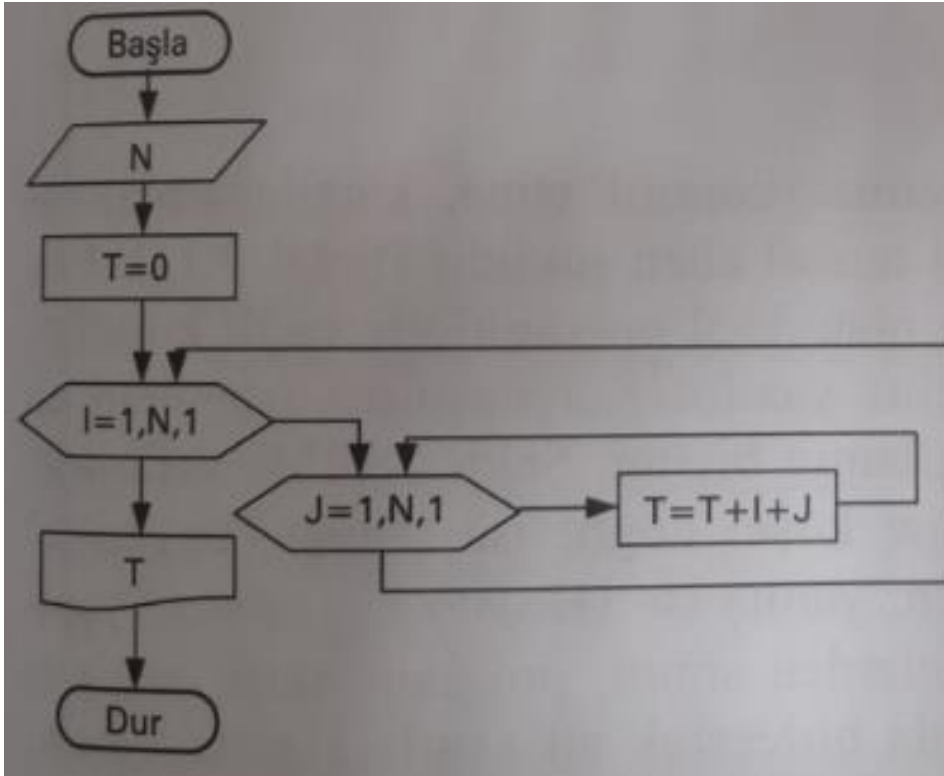 Başla
N
T=0
I=1,N,1
J=1,N,1
T=T+I+J
T
Dur